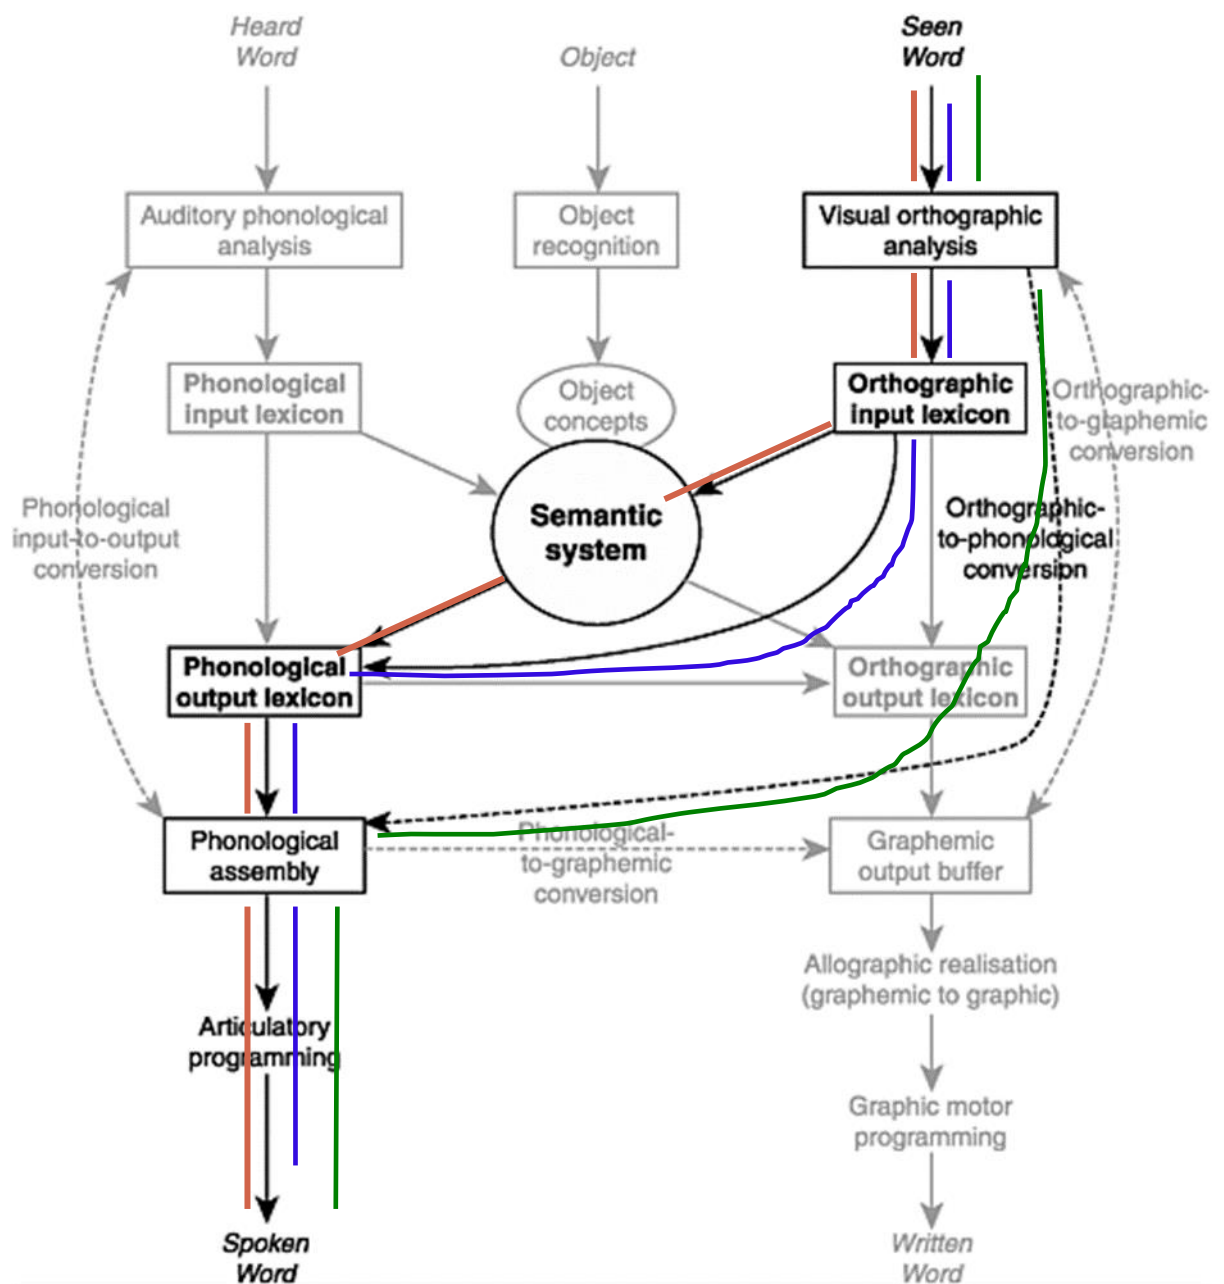 Heard
Word
Object
Seen
Word
Auditory phonological
analysis
Object
recognition
Visual orthographic
analysis
Phonological
input lexicon
Object
concepts
Orthographic
input lexicon
Orthographic-
to-graphemic
conversion
Phonological
input-to-output
conversion
Semantic
system
Orthographic-
to-phonological
conversion
Phonological
output lexicon
Orthographic
output lexicon
Phonological
assembly
Phonological-
to-graphemic
conversion
Graphemic
output buffer
Allographic realisation
(graphemic to graphic)
Articulatory
programming
Graphic motor
programming
Spoken
Word
Written
Word